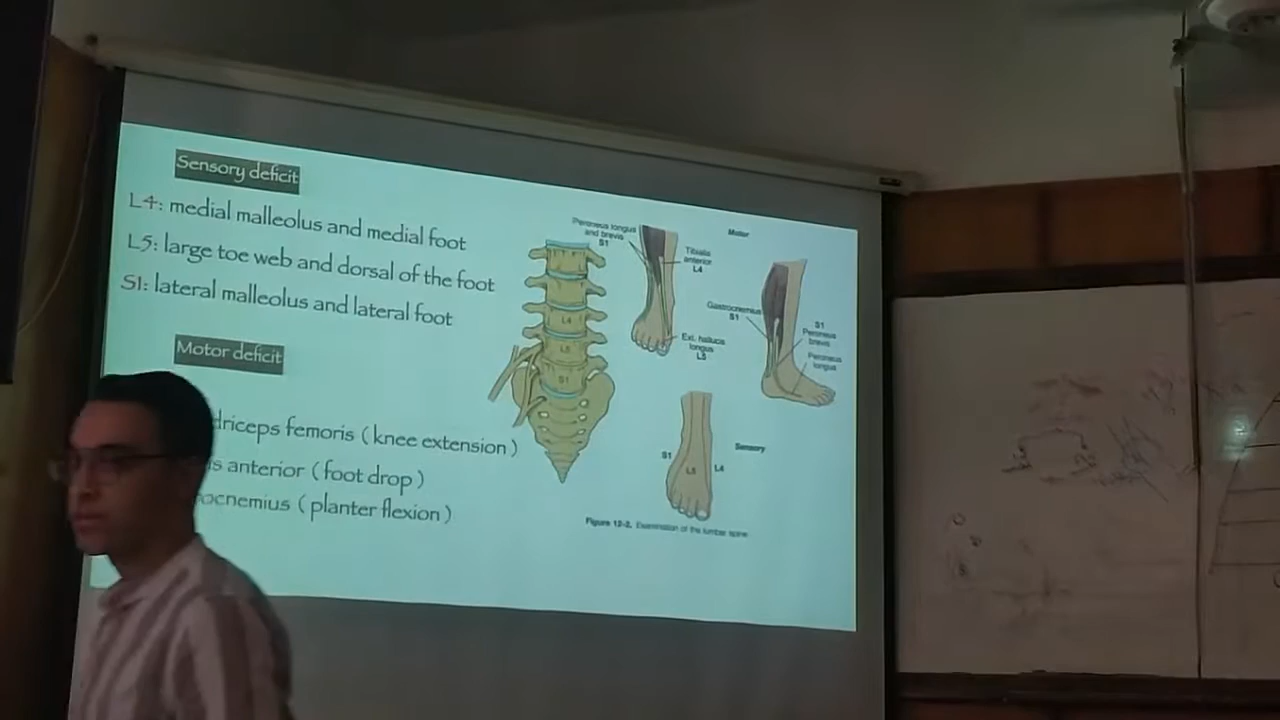 Sensory deficit
L4: medial malleolus and medial foot
L5: large toe web and dorsal of the foot
S1: lateral malleolus and lateral foot
Motor deficit
driceps femoris ( knee extension )
is anterior ( foot drop )
ocnemius ( planter flexion )
Peroneus longus
and brevis
S1
Motor
Tibialis
anterior
L4
Gastrocnemius
S1
S1
Peroneus
brevis
Peroneus
longus
Ext. hallucis
longus
L5
L4
L5
S1
Sensory
S1
L5
L4
Figure 12-2. Examination of the lumbar spine